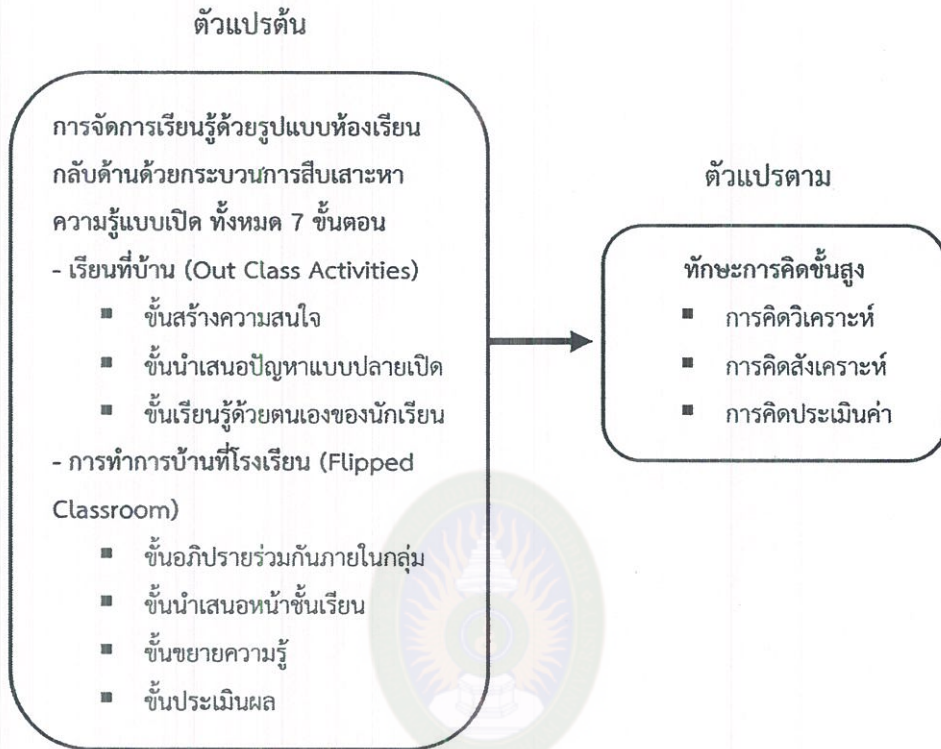 ตัวแปรต้น
การจัดการเรียนรู้ด้วยรูปแบบห้องเรียน
กลับด้านด้วยกระบวนการสืบเสาะหา
ความรู้แบบเปิด ทั้งหมด 7 ขั้นตอน
- เรียนที่บ้าน (Out Class Activities)
▪ ขั้นสร้างความสนใจ
▪ ขั้นนำเสนอปัญหาแบบปลายเปิด
▪ ขั้นเรียนรู้ด้วยตนเองของนักเรียน
- การทำการบ้านที่โรงเรียน (Flipped
Classroom)
▪ ขั้นอภิปรายร่วมกันภายในกลุ่ม
▪ ขั้นนำเสนอหน้าชั้นเรียน
▪ ขั้นขยายความรู้
▪ ขั้นประเมินผล
ตัวแปรตาม
ทักษะการคิดขั้นสูง
▪ การคิดวิเคราะห์
▪ การคิดสังเคราะห์
▪ การคิดประเมินค่า